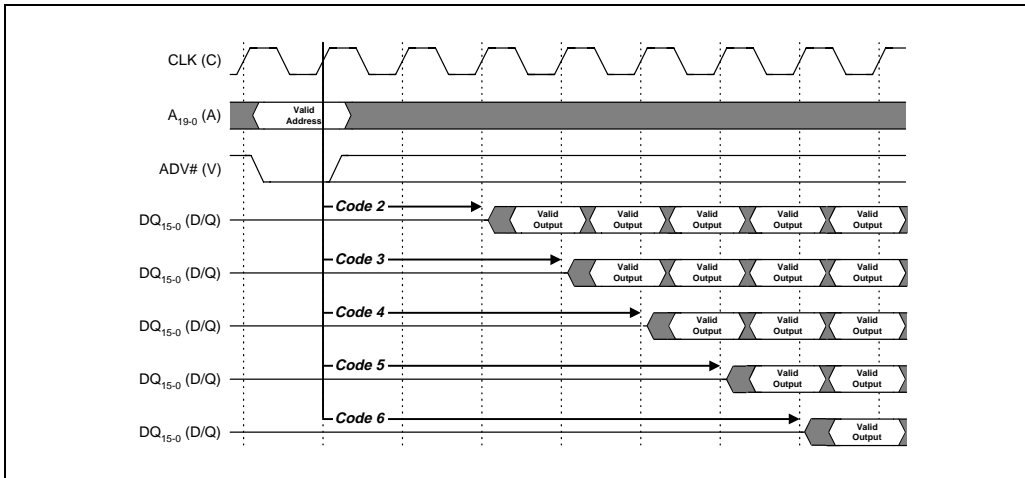 CLK (C)
A19-0 (A)
Valid
Address
ADV# (V)
Code 2
DQ15-0 (D/Q)
Valid
Output
Valid
Output
Valid
Output
Valid
Output
Valid
Output
Code 3
DQ15-0 (D/Q)
Valid
Output
Valid
Output
Valid
Output
Valid
Output
Code 4
DQ15-0 (D/Q)
Valid
Output
Valid
Output
Valid
Output
Code 5
DQ15-0 (D/Q)
Valid
Output
Valid
Output
Code 6
DQ15-0 (D/Q)
Valid
Output